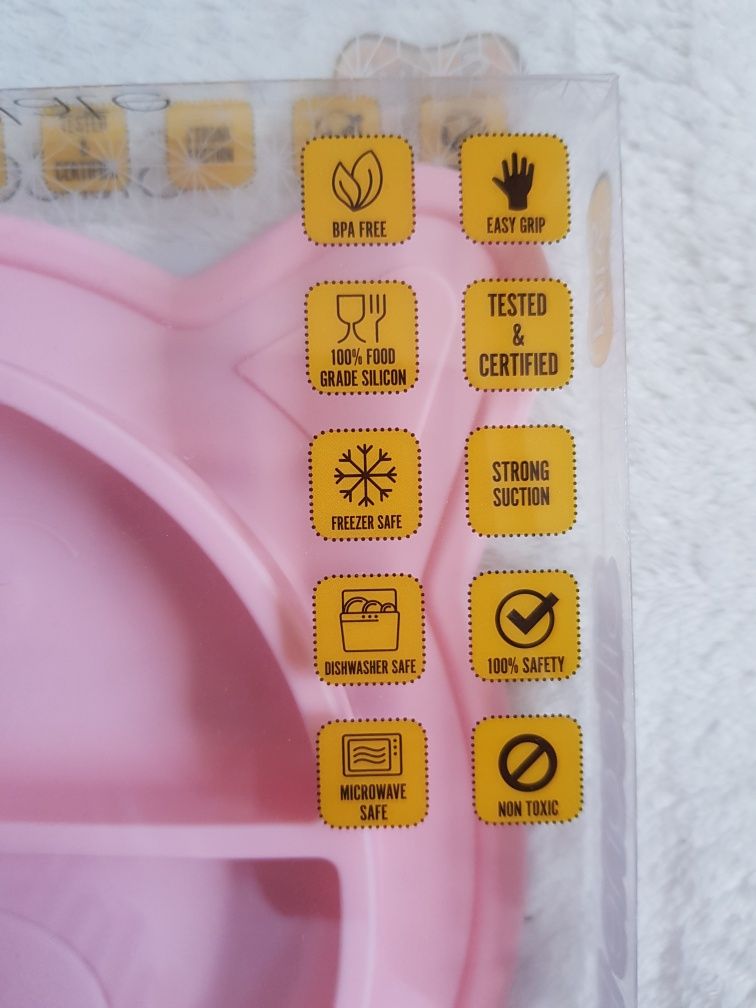 BPA FREE
EASY GRIP
100% FOOD
GRADE SILICON
TESTED
&
CERTIFIED
FREEZER SAFE
STRONG
SUCTION
DISHWASHER SAFE
100% SAFETY
MICROWAVE
SAFE
NON TOXIC